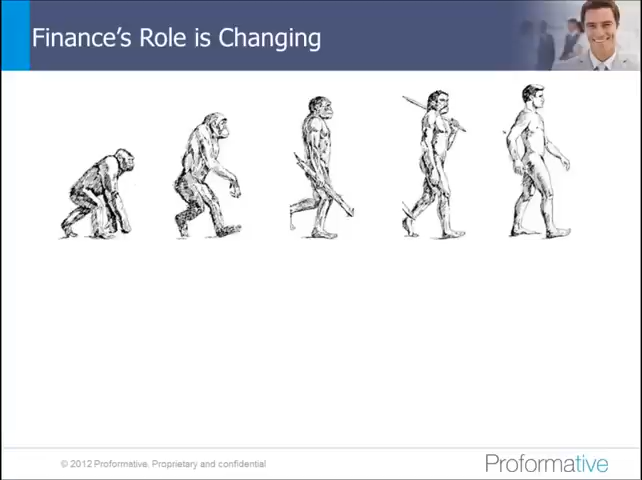 Finance's Role is Changing
© 2012 Proformative. Proprietary and confidential
Proformative